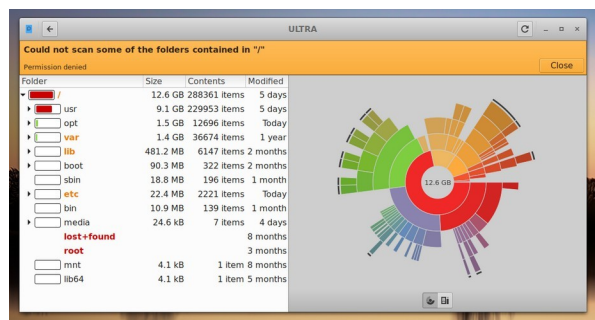 ULTRA
Could not scan some of the folders contained in "/"
Permission denied
Close
Folder Size Contents Modified
/ 12.6 GB 288361 items 5 days
usr 9.1 GB 229953 items 5 days
opt 1.5 GB 12696 items Today
var 1.4 GB 36674 items 1 year
lib 481.2 MB 6147 items 2 months
boot 90.3 MB 322 items 2 months
sbin 18.8 MB 196 items 1 month
etc 22.4 MB 2221 items Today
bin 10.9 MB 139 items 1 month
media 24.6 kB 7 items 4 days
lost+found 8 months
root 3 months
mnt 4.1 kB 1 item 8 months
lib64 4.1 kB 1 item 5 months
12.6 GB